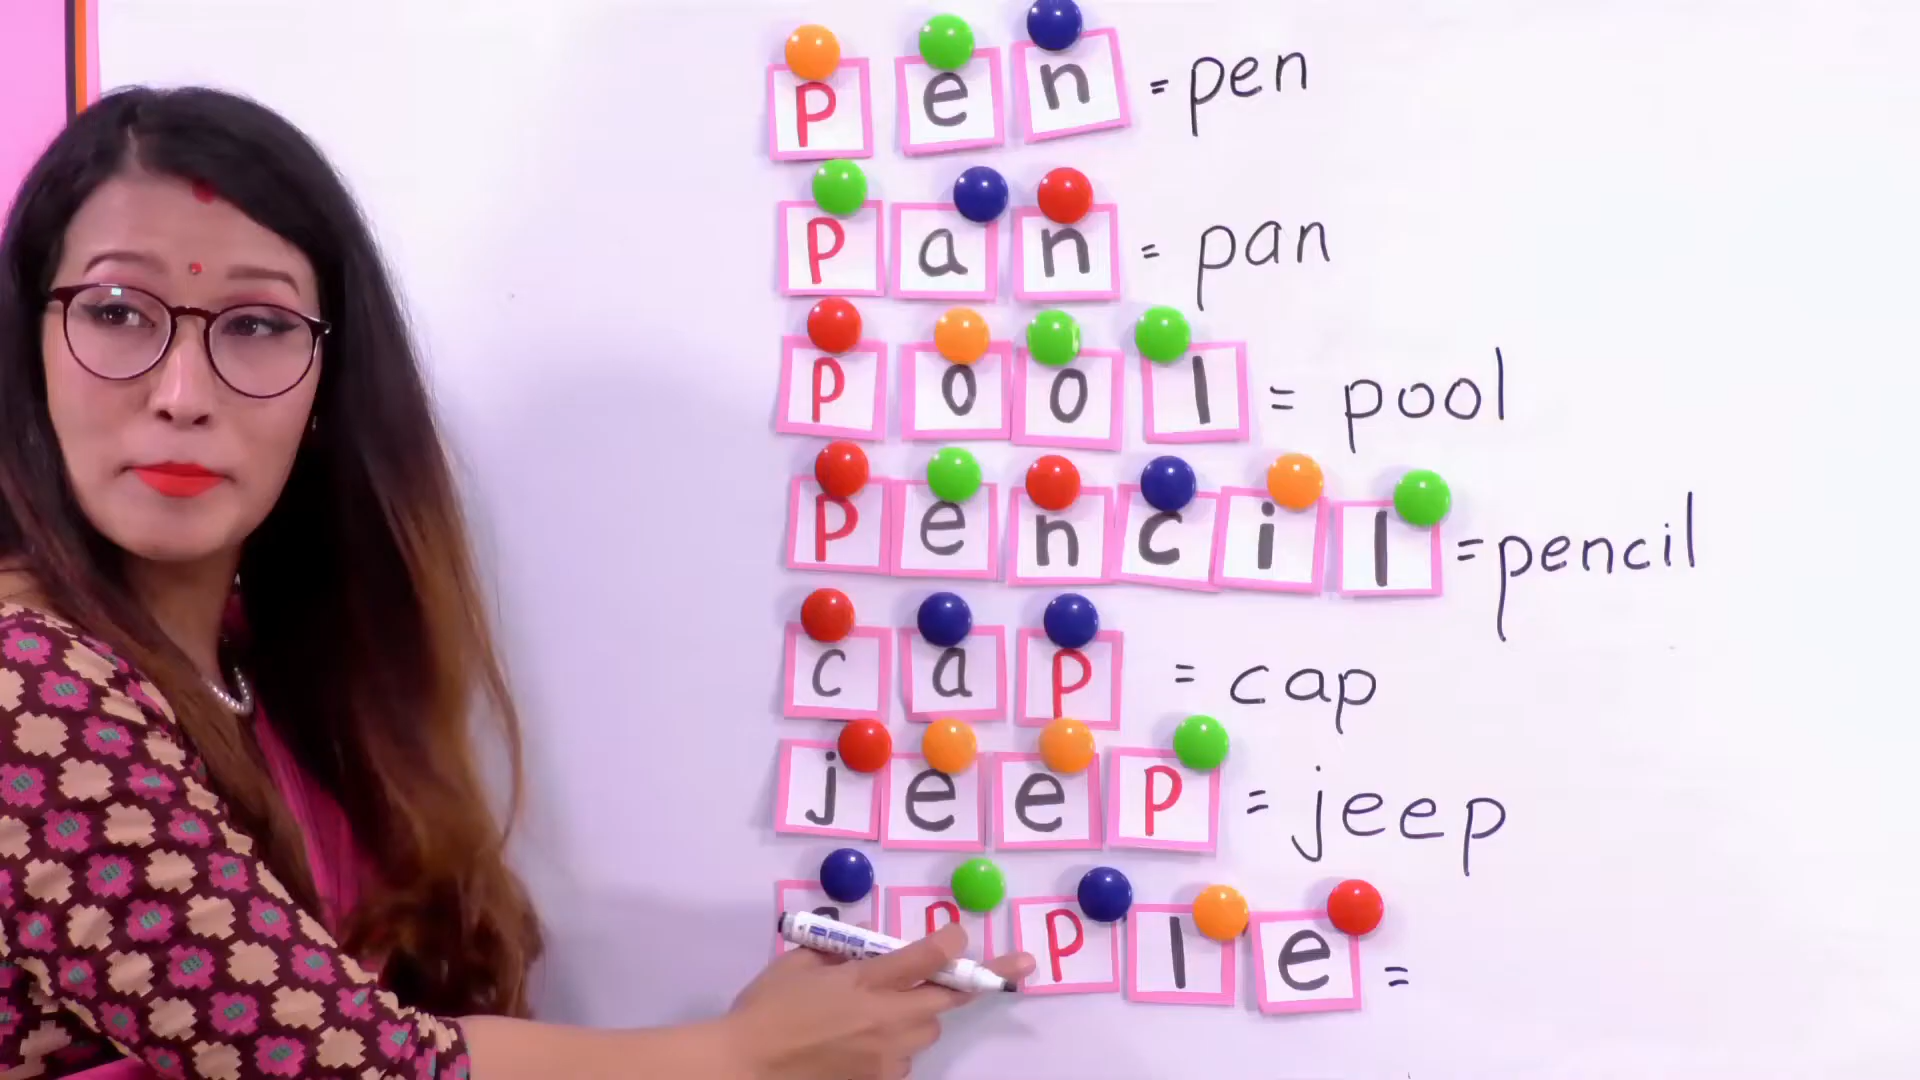 p e n = pen
p a n = pan
p o o l = pool
p e n c i l = pencil
c a p = cap
j e e p = jeep
a p p l e =